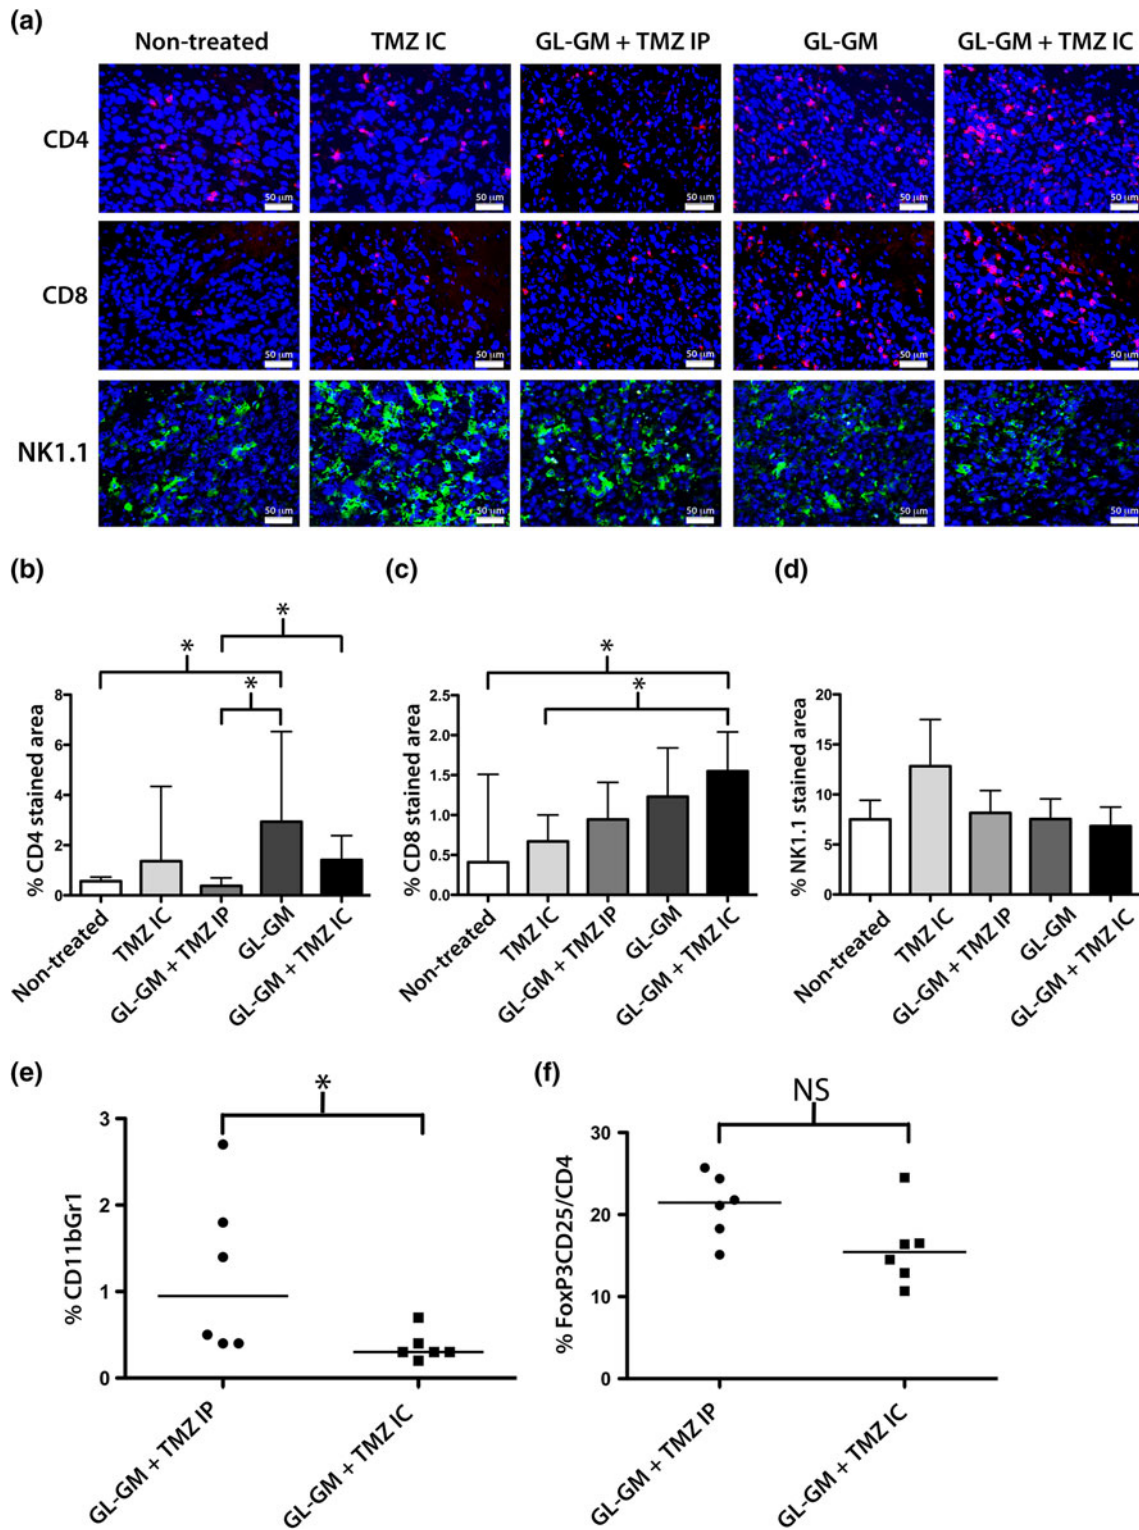 (a)
Non-treated TMZ IC GL-GM + TMZ IP GL-GM GL-GM + TMZ IC
CD4
50 µm 50 µm 50 µm 50 µm 50 µm
CD8
50 µm 50 µm 50 µm 50 µm 50 µm
NK1.1
50 µm 50 µm 50 µm 50 µm 50 µm
(b)
*
*
*
% CD4 stained area
8
6
4
2
0
Non-treated
TMZ IC
GL-GM + TMZ IP
GL-GM
GL-GM + TMZ IC
(c)
*
*
% CD8 stained area
2.5
2.0
1.5
1.0
0.5
0.0
Non-treated
TMZ IC
GL-GM + TMZ IP
GL-GM
GL-GM + TMZ IC
(d)
% NK1.1 stained area
20
15
10
5
0
Non-treated
TMZ IC
GL-GM + TMZ IP
GL-GM
GL-GM + TMZ IC
(e)
*
% CD11bGr1
3
2
1
0
GL-GM + TMZ IP
GL-GM + TMZ IC
(f)
NS
% FoxP3CD25/CD4
30
20
10
0
GL-GM + TMZ IP
GL-GM + TMZ IC